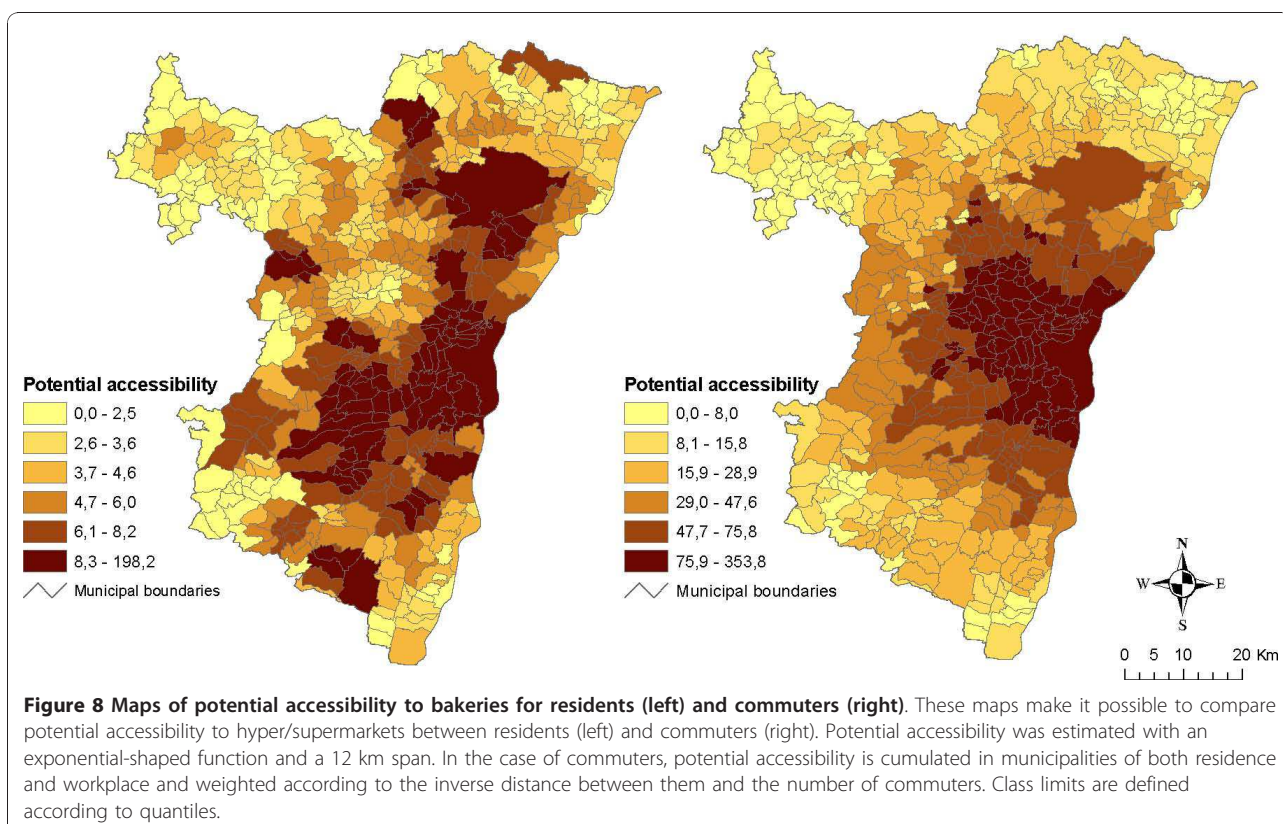 Potential accessibility
0,0 - 2,5
2,6 - 3,6
3,7 - 4,6
4,7 - 6,0
6,1 - 8,2
8,3 - 198,2
Municipal boundaries
Potential accessibility
0,0 - 8,0
8,1 - 15,8
15,9 - 28,9
29,0 - 47,6
47,7 - 75,8
75,9 - 353,8
Municipal boundaries
N
W E
S
0 5 10 20 Km
Figure 8 Maps of potential accessibility to bakeries for residents (left) and commuters (right). These maps make it possible to compare
potential accessibility to hyper/supermarkets between residents (left) and commuters (right). Potential accessibility was estimated with an
exponential-shaped function and a 12 km span. In the case of commuters, potential accessibility is cumulated in municipalities of both residence
and workplace and weighted according to the inverse distance between them and the number of commuters. Class limits are defined
according to quantiles.